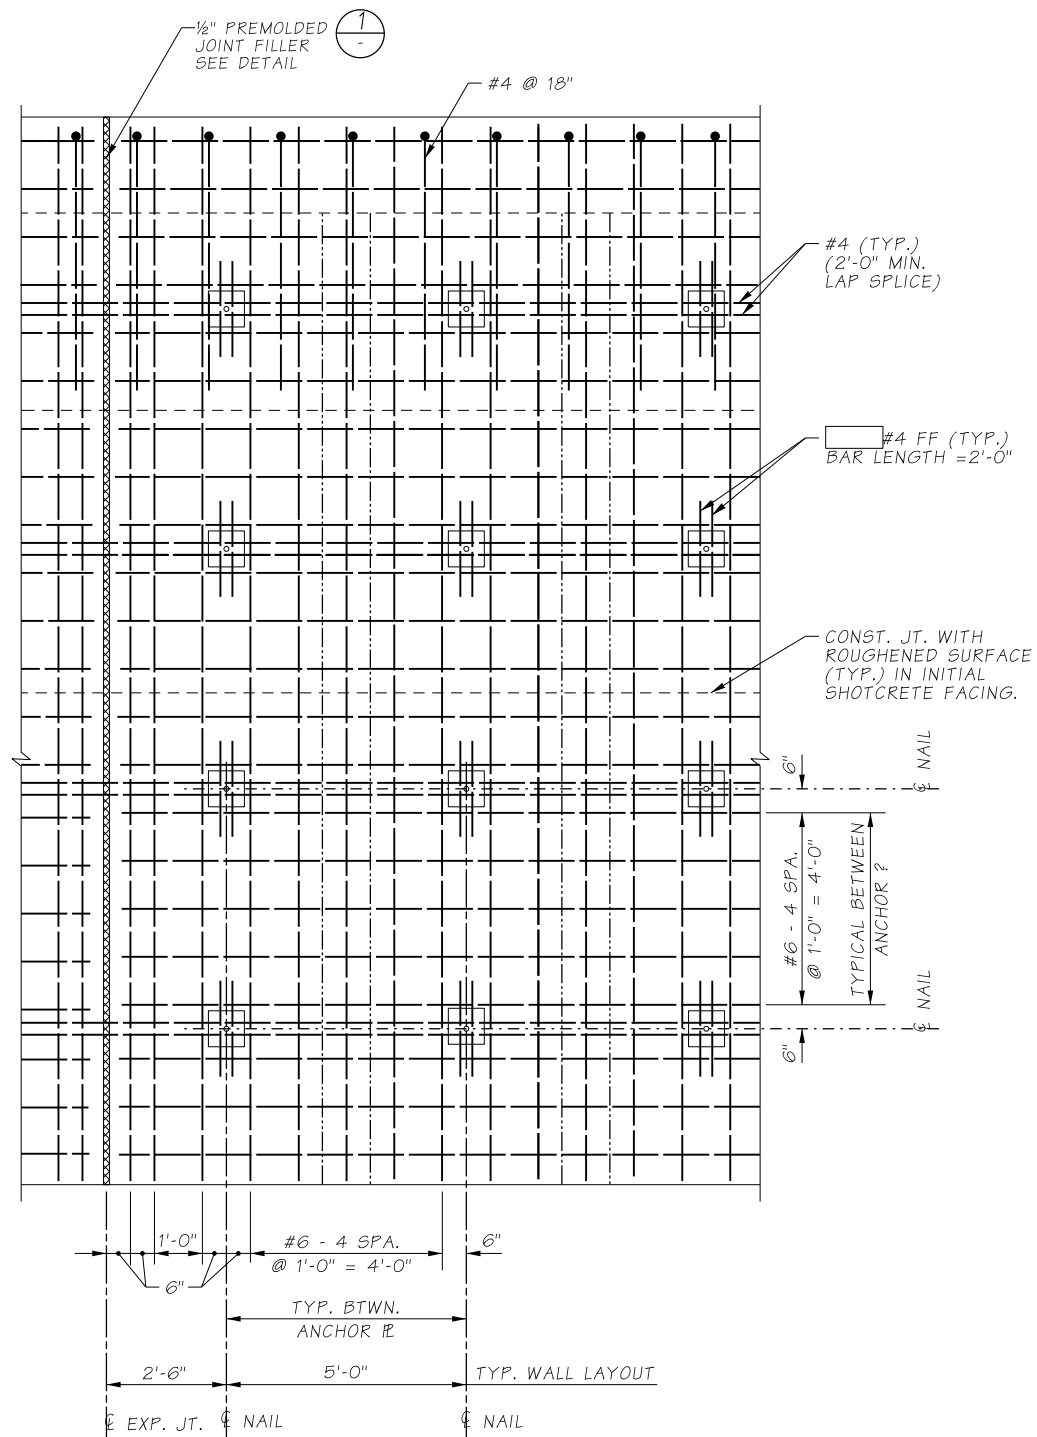 ½" PREMOLDED
JOINT FILLER
SEE DETAIL
1
-
#4 @ 18"
#4 (TYP.)
(2'-0" MIN.
LAP SPLICE)
#4 FF (TYP.)
BAR LENGTH =2'-0"
CONST. JT. WITH
ROUGHENED SURFACE
(TYP.) IN INITIAL
SHOTCRETE FACING.
6"
℄ NAIL
#6 - 4 SPA.
@ 1'-0" = 4'-0"
TYPICAL BETWEEN
ANCHOR ?
℄ NAIL
6"
1'-0"
#6 - 4 SPA.
@ 1'-0" = 4'-0"
6"
6"
TYP. BTWN.
ANCHOR ⅊
2'-6"
5'-0"
TYP. WALL LAYOUT
℄ EXP. JT.
℄ NAIL
℄ NAIL